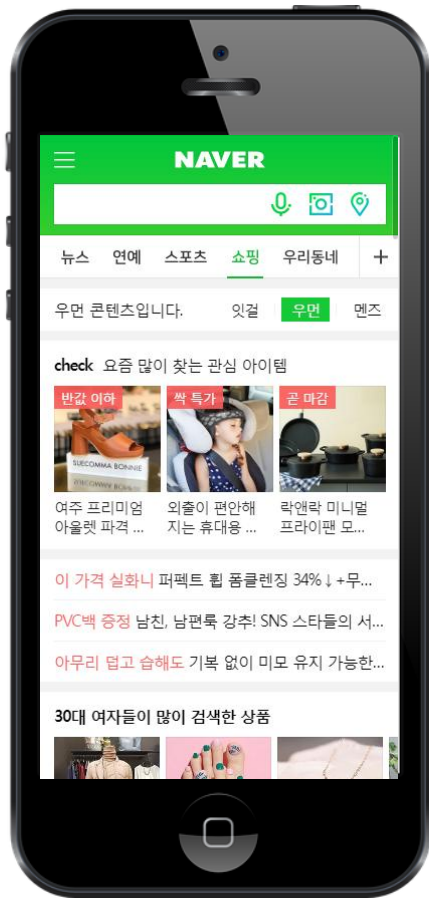 NAVER
뉴스 연예 스포츠 쇼핑 우리동네 +
우먼 콘텐츠입니다. 잇걸 우먼 멘즈
check 요즘 많이 찾는 관심 아이템
반값 이하 싹 특가 곧 마감
SUECOMMA BONNIE
여주 프리미엄 외출이 편안해 락앤락 미니멀
아울렛 파격 ... 지는 휴대용 ... 프라이팬 모...
이 가격 실화니 퍼펙트 휩 폼클렌징 34%↓+무...
PVC백 증정 남친, 남편룩 강추! SNS 스타들의 서...
아무리 덥고 습해도 기복 없이 미모 유지 가능한...
30대 여자들이 많이 검색한 상품